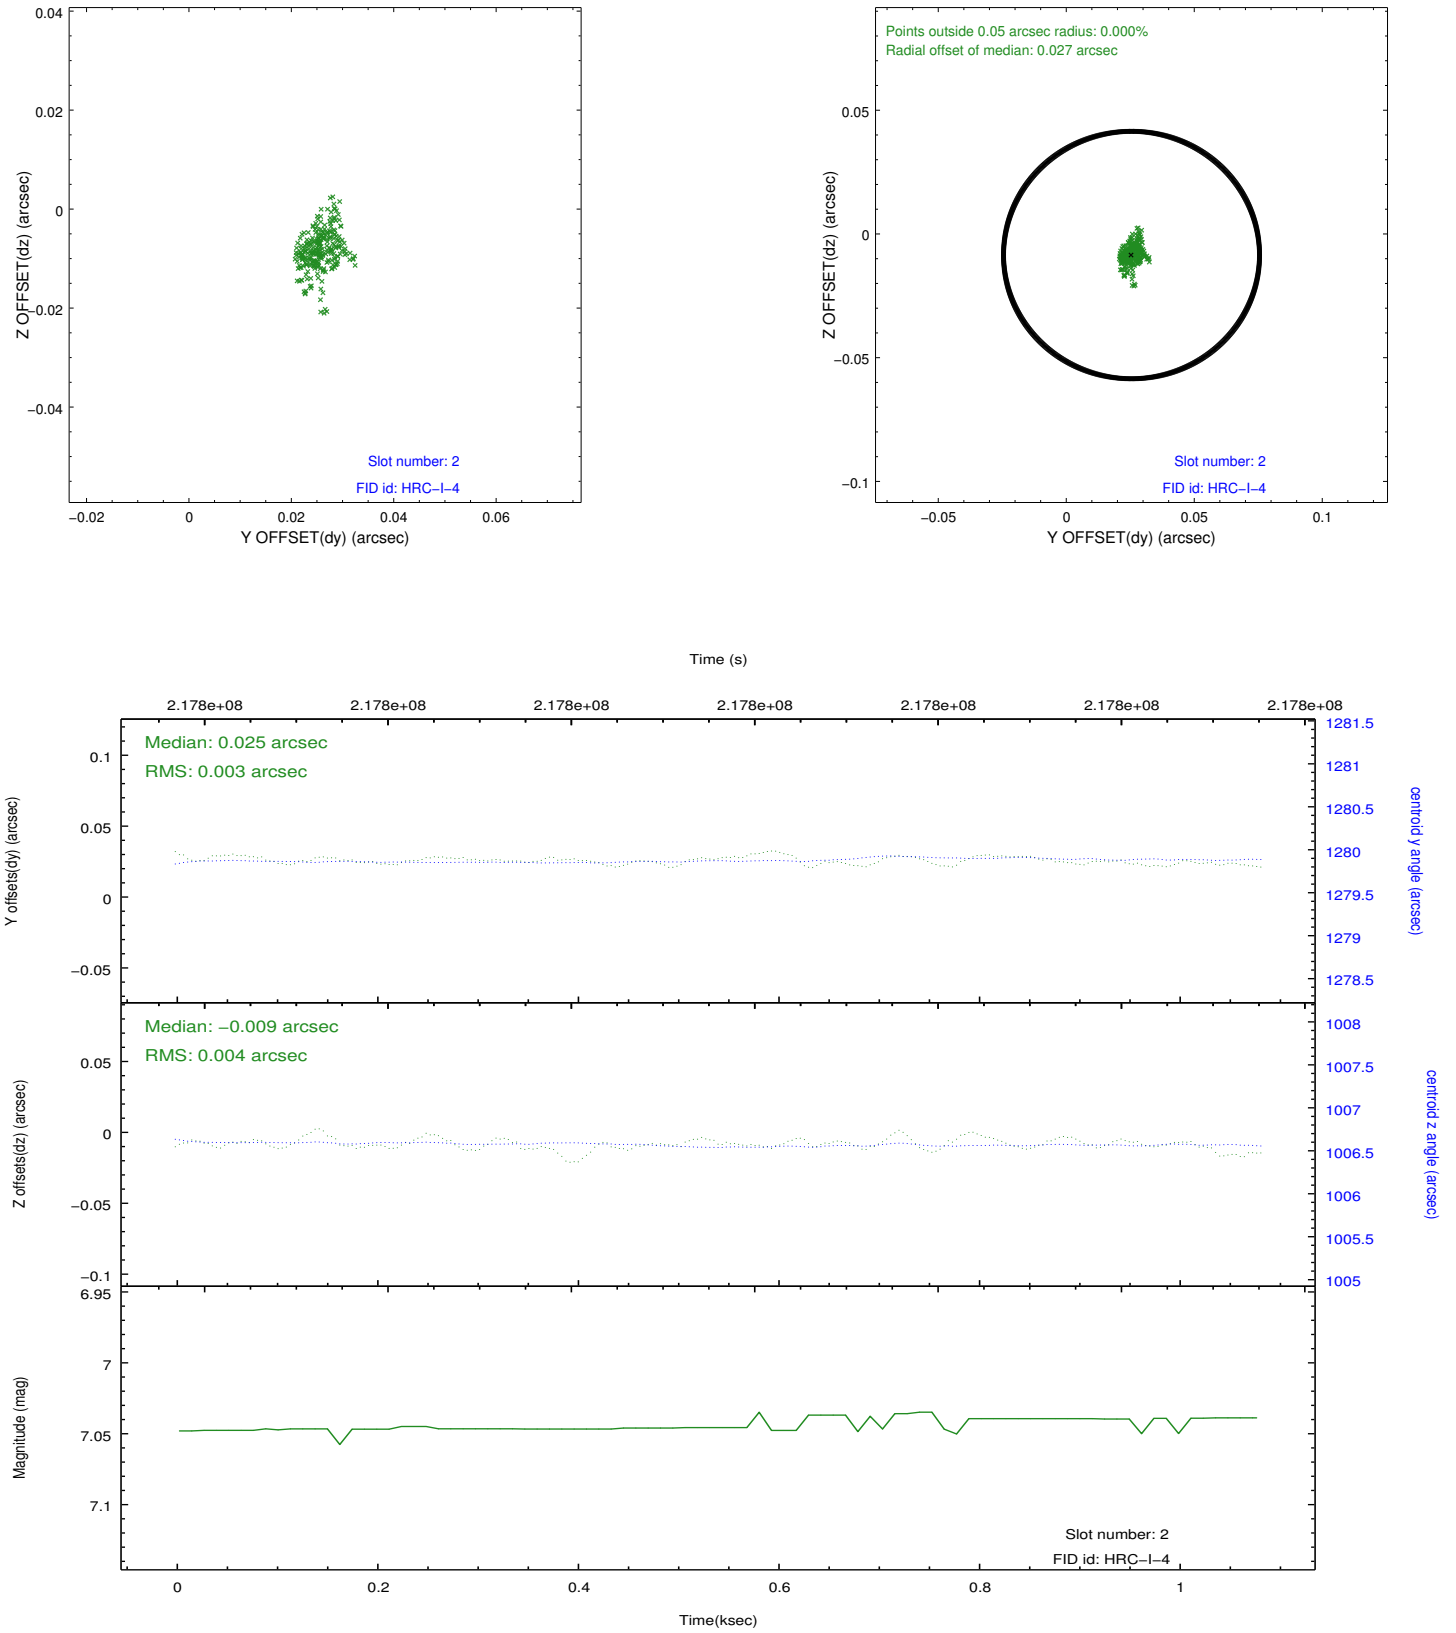 0.04
0.02
0
−0.02
−0.04
Z OFFSET(dz) (arcsec)
Slot number: 2
FID id: HRC−I−4
−0.02
0
0.02
0.04
0.06
Y OFFSET(dy) (arcsec)
Points outside 0.05 arcsec radius: 0.000%
Radial offset of median: 0.027 arcsec
0.05
0
−0.05
−0.1
Z OFFSET(dz) (arcsec)
Slot number: 2
FID id: HRC−I−4
−0.05
0
0.05
0.1
Y OFFSET(dy) (arcsec)
Time (s)
2.178e+08
2.178e+08
2.178e+08
2.178e+08
2.178e+08
2.178e+08
2.178e+08
Median: 0.025 arcsec
RMS: 0.003 arcsec
0.1
0.05
0
−0.05
Y offsets(dy) (arcsec)
1281.5
1281
1280.5
1280
1279.5
1279
1278.5
centroid y angle (arcsec)
Median: −0.009 arcsec
RMS: 0.004 arcsec
0.05
0
−0.05
−0.1
Z offsets(dz) (arcsec)
1008
1007.5
1007
1006.5
1006
1005.5
1005
centroid z angle (arcsec)
6.95
7
7.05
7.1
Magnitude (mag)
Slot number: 2
FID id: HRC−I−4
0
0.2
0.4
0.6
0.8
1
Time(ksec)